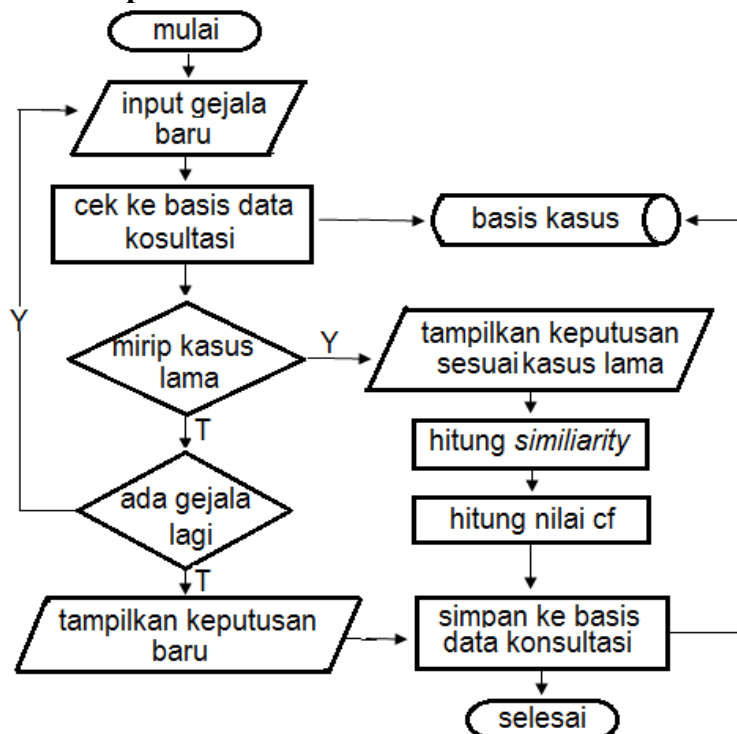 mulai
input gejala
baru
cek ke basis data
kosultasi
basis kasus
mirip kasus
lama
Y
tampilkan keputusan
sesuai kasus lama
T
Y
hitung similiarity
ada gejala
lagi
hitung nilai cf
T
tampilkan keputusan
baru
simpan ke basis
data konsultasi
selesai